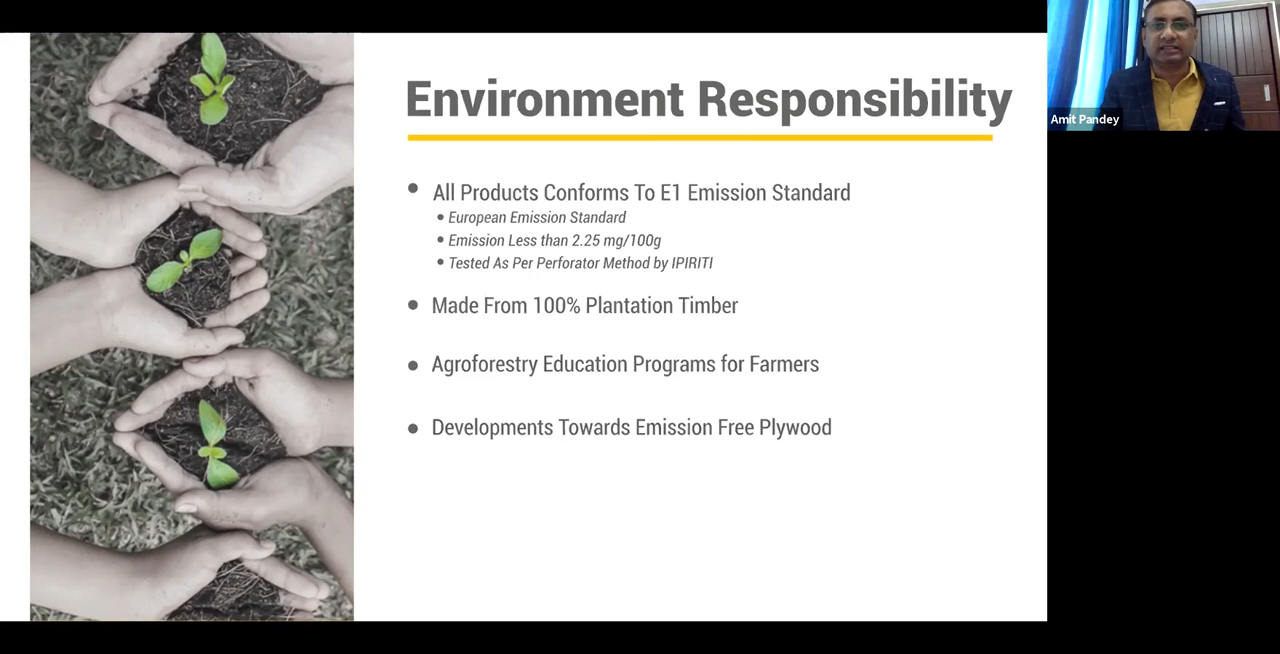 Environment Responsibility
All Products Conforms To E1 Emission Standard
European Emission Standard
Emission Less than 2.25 mg/100g
Tested As Per Perforator Method by IPIRITI
Made From 100% Plantation Timber
Agroforestry Education Programs for Farmers
Developments Towards Emission Free Plywood
Amit Pandey